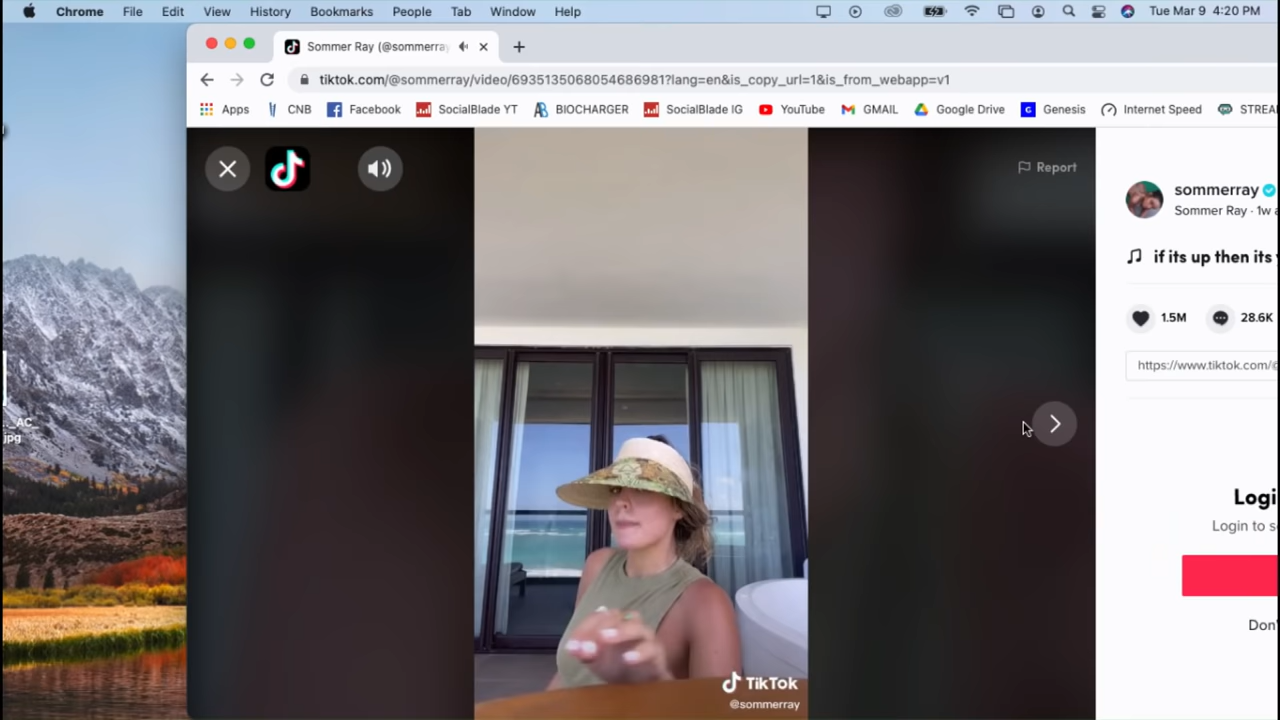 Chrome File Edit View History Bookmarks People Tab Window Help Tue Mar 9 4:20 PM
Sommer Ray (@sommerray
tiktok.com/@sommerray/video/6935135068054686981?lang=en&is_copy_url=1&is_from_webapp=v1
Apps CNB Facebook SocialBlade YT BIOCHARGER SocialBlade IG YouTube GMAIL Google Drive Genesis Internet Speed STREA
Report
sommerray
Sommer Ray · 1w a
if its up then its
1.5M 28.6K
https://www.tiktok.com/@
..._AC_
jpg
Logi
Login to s
Don'
TikTok
@sommerray